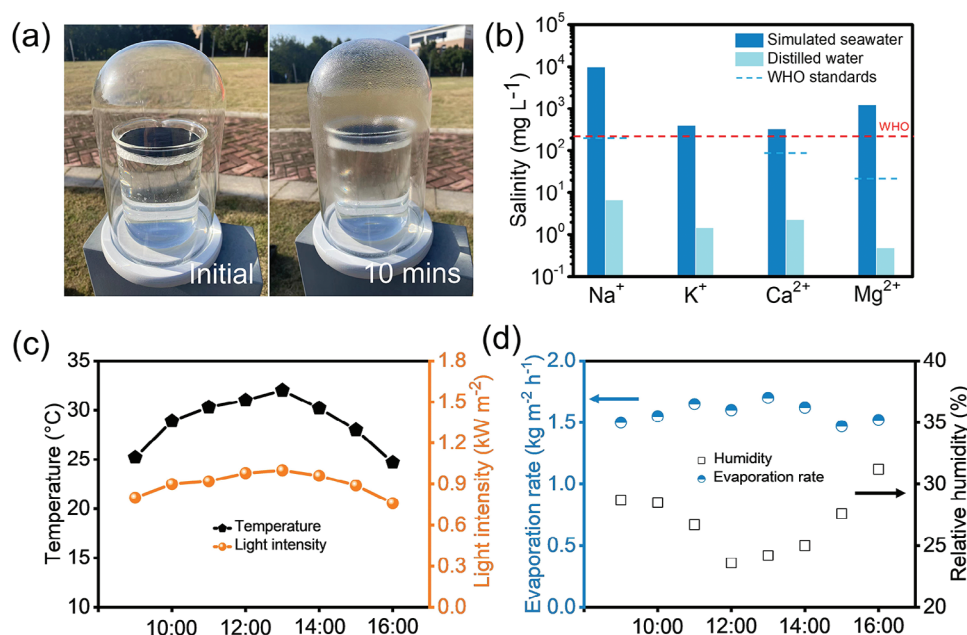 (a)
Initial
10 mins
(b)
Salinity (mg L-1)
10^5
10^4
10^3
10^2
10^1
10^0
10^-1
Simulated seawater
Distilled water
WHO standards
WHO
Na+
K+
Ca2+
Mg2+
(c)
Temperature (°C)
35
30
25
20
15
10
Temperature
Light intensity
1.8
1.5
1.2
0.9
0.6
0.3
0.0
Light intensity (kW m-2)
10:00
12:00
14:00
16:00
(d)
Evaporation rate (kg m-2 h-1)
2.0
1.5
1.0
0.5
0.0
Humidity
Evaporation rate
40
35
30
25
20
Relative humidity (%)
10:00
12:00
14:00
16:00